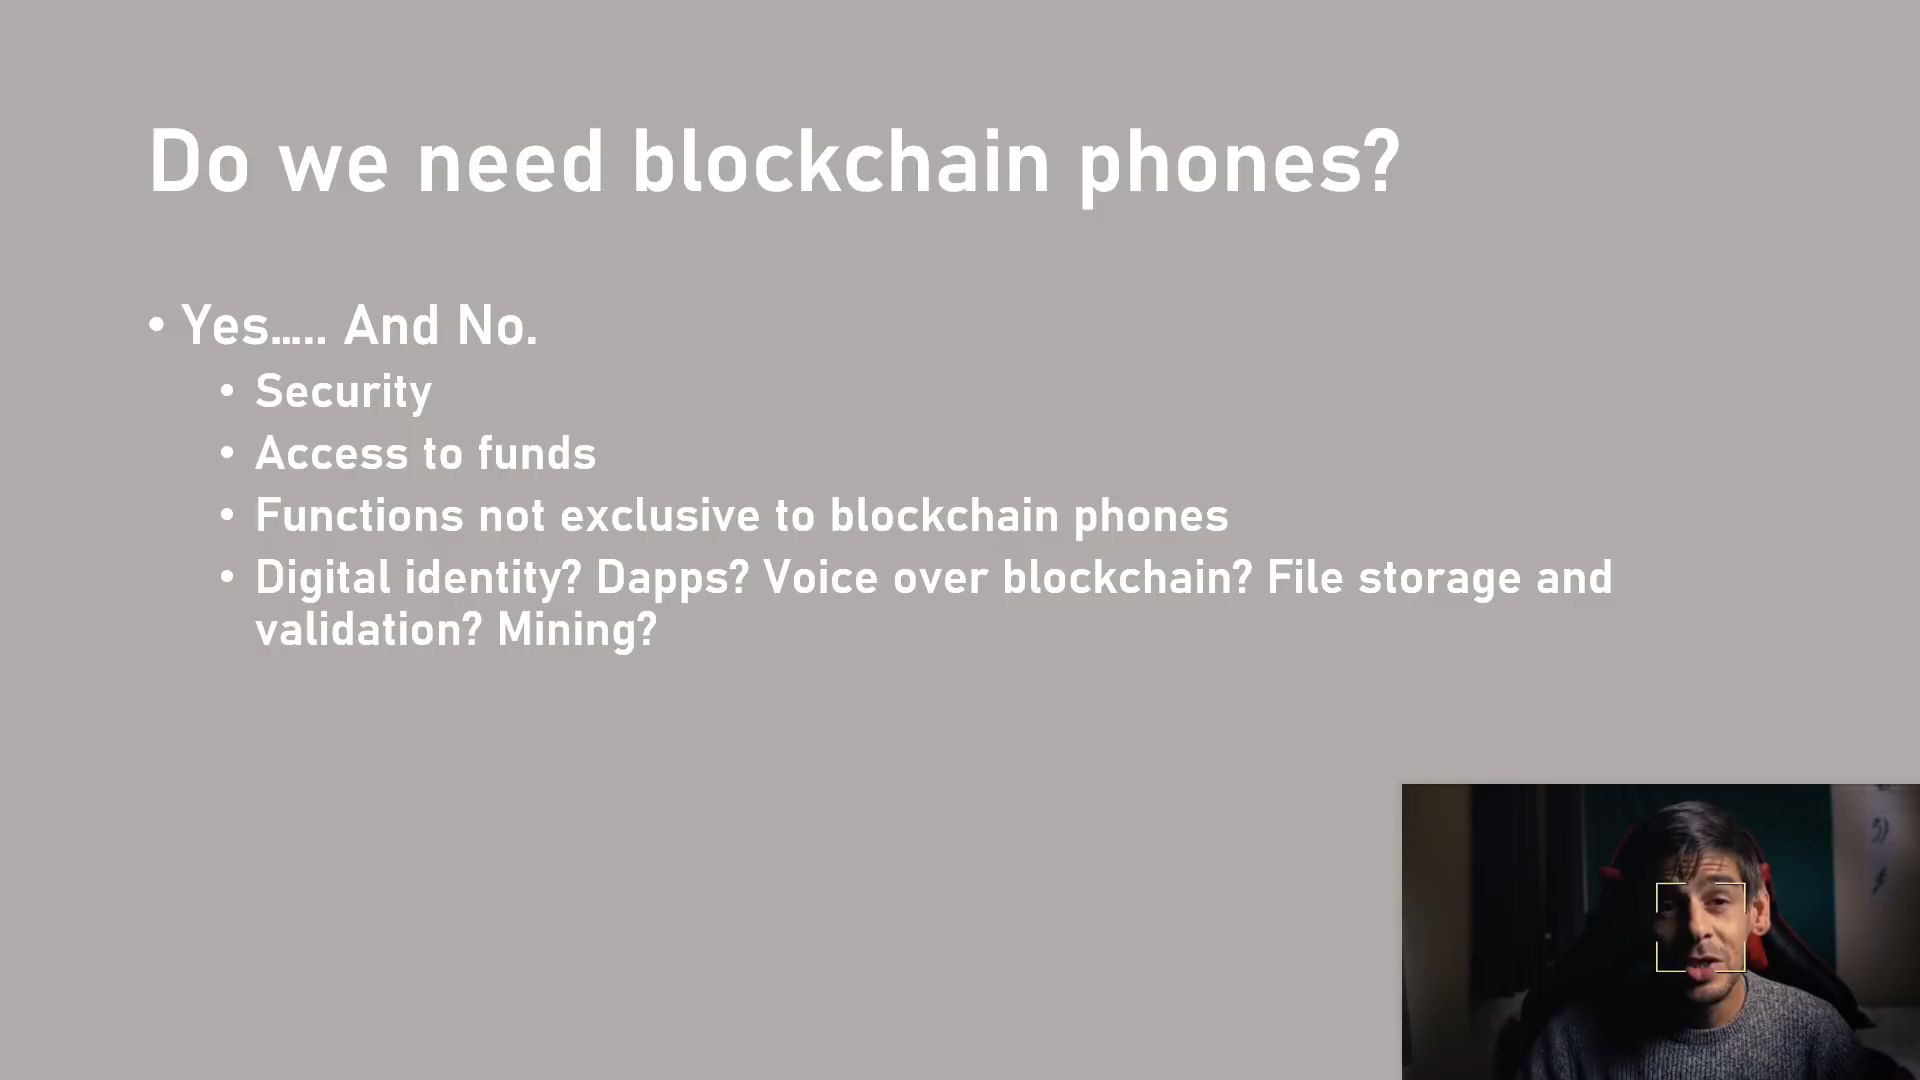 Do we need blockchain phones?
• Yes..... And No.
• Security
• Access to funds
• Functions not exclusive to blockchain phones
• Digital identity? Dapps? Voice over blockchain? File storage and
validation? Mining?